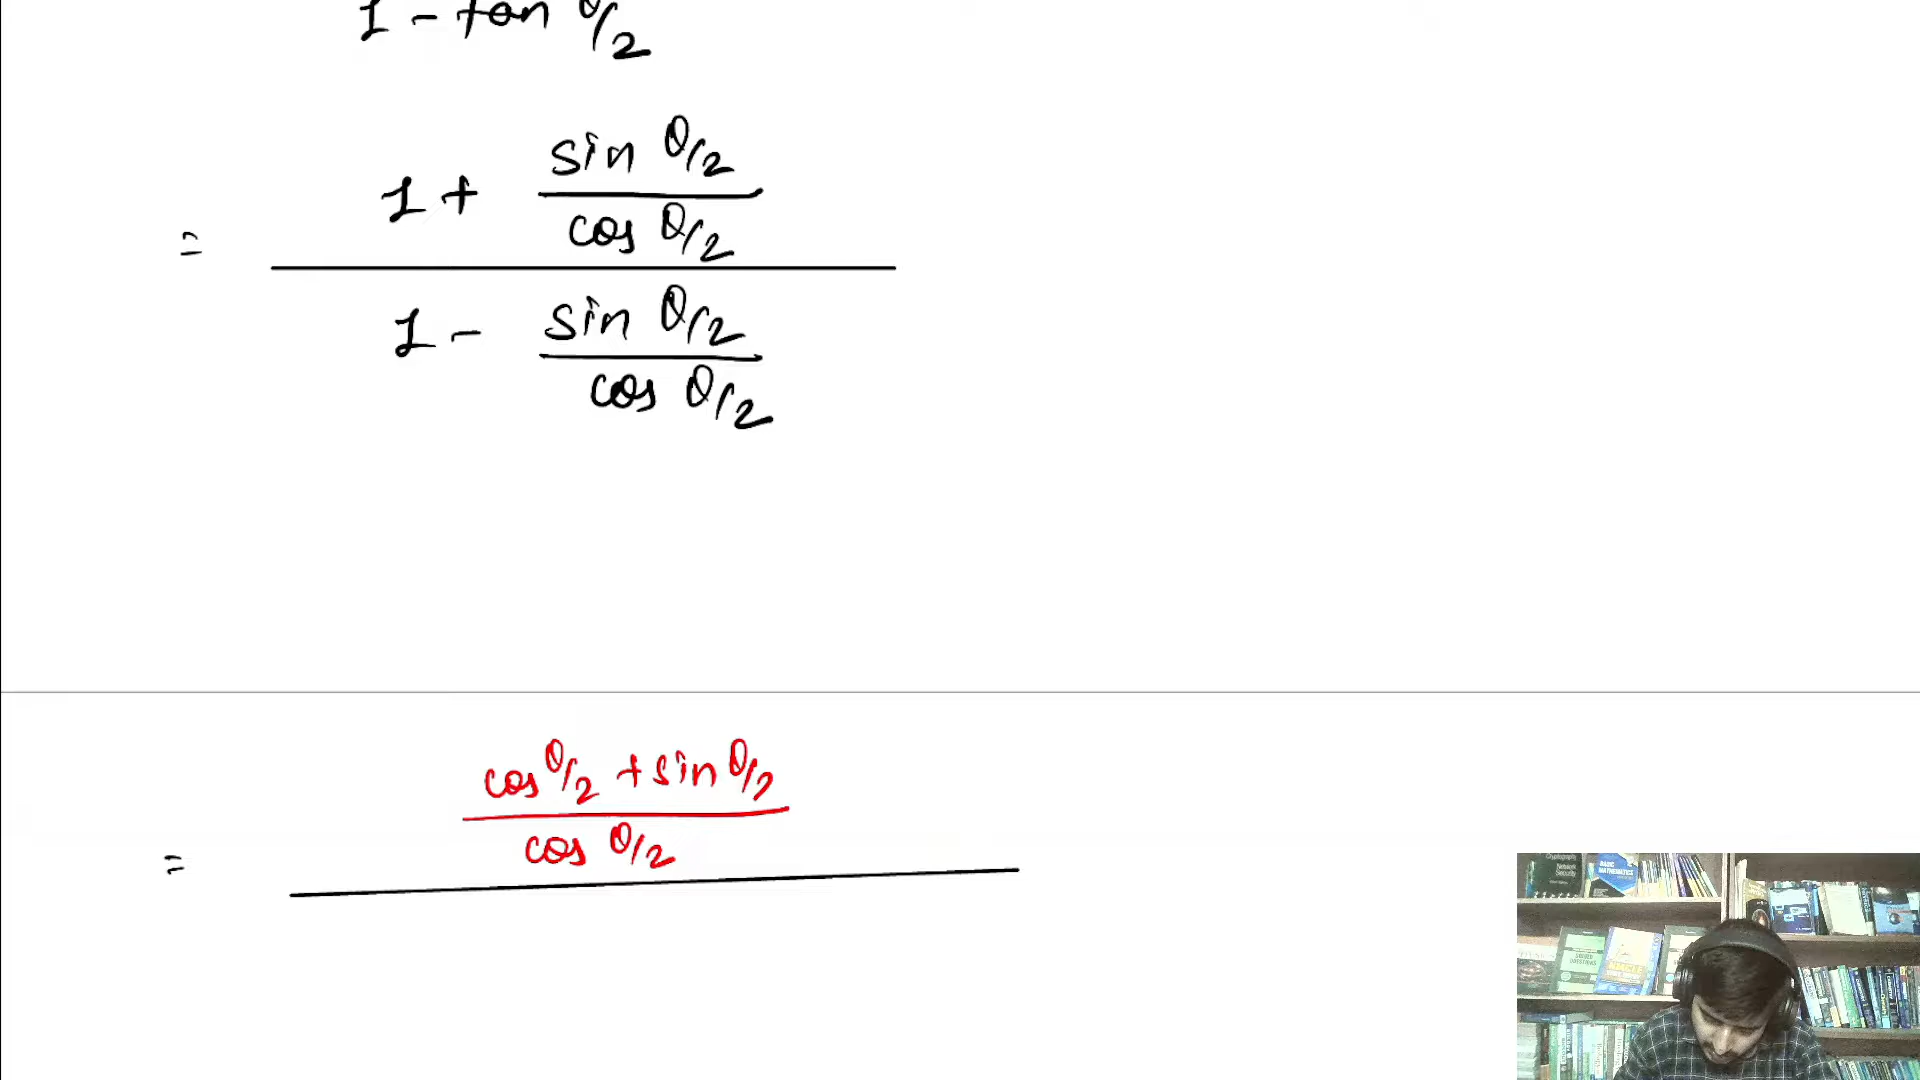 1 - tan θ/2
1 + sin θ/2
cos θ/2
=
1 - sin θ/2
cos θ/2
cos θ/2 + sin θ/2
cos θ/2
=